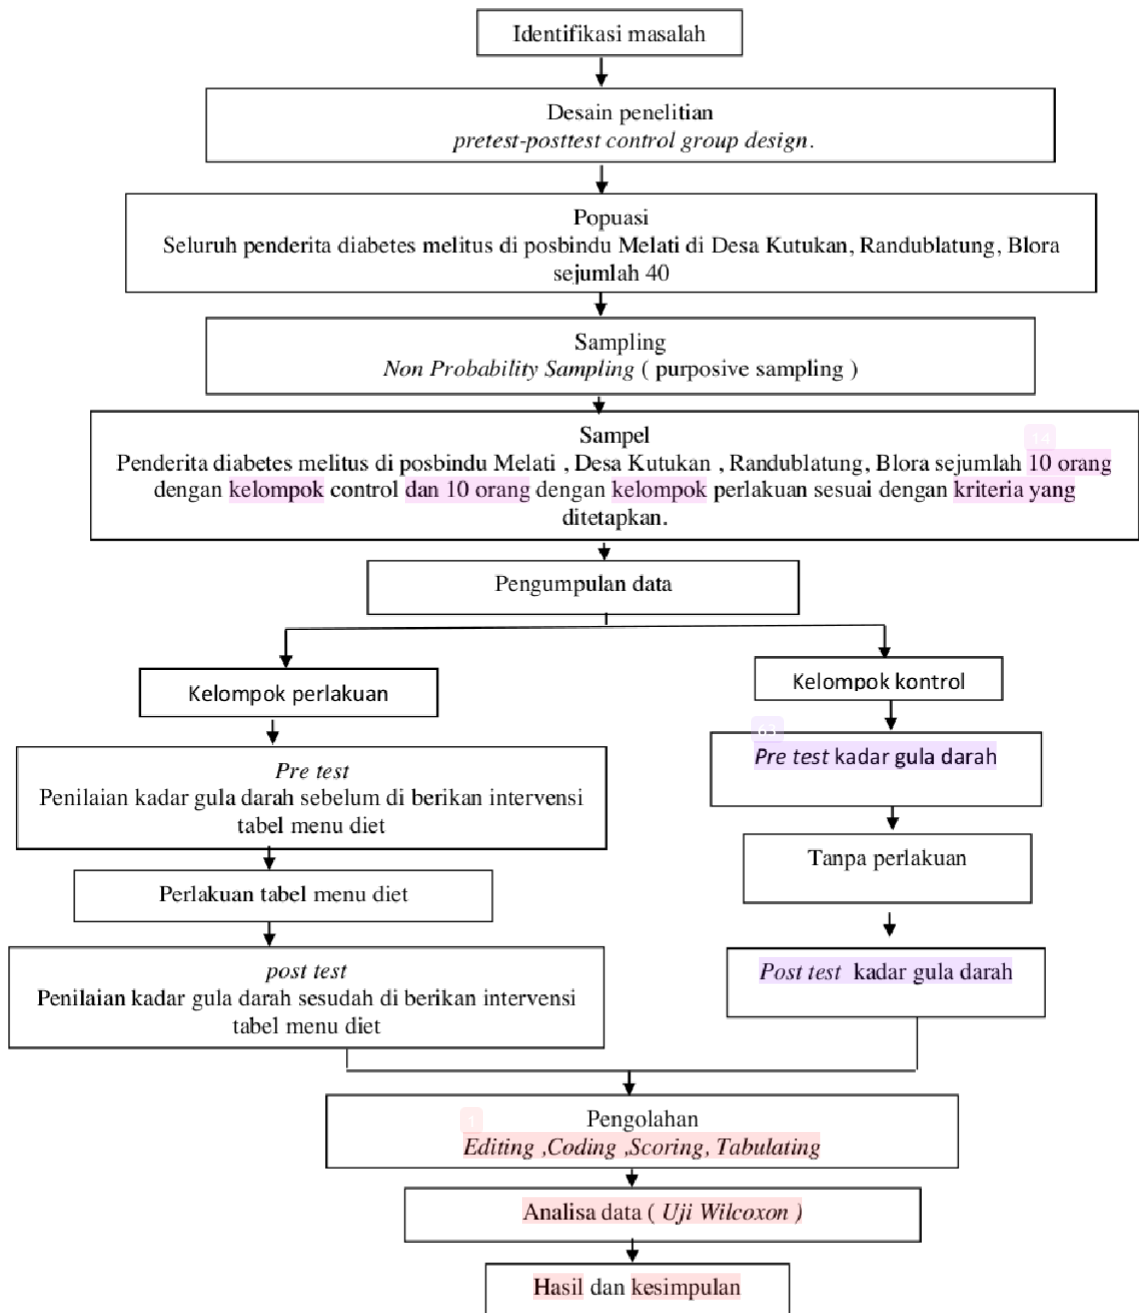 Identifikasi masalah
Desain penelitian
pretest-posttest control group design.
Popuasi
Seluruh penderita diabetes melitus di posbindu Melati di Desa Kutukan, Randublatung, Blora
sejumlah 40
Sampling
Non Probability Sampling ( purposive sampling )
Sampel
14
Penderita diabetes melitus di posbindu Melati , Desa Kutukan , Randublatung, Blora sejumlah 10 orang
dengan kelompok control dan 10 orang dengan kelompok perlakuan sesuai dengan kriteria yang
ditetapkan.
Pengumpulan data
Kelompok perlakuan
Pre test
Penilaian kadar gula darah sebelum di berikan intervensi
tabel menu diet
Perlakuan tabel menu diet
post test
Penilaian kadar gula darah sesudah di berikan intervensi
tabel menu diet
Kelompok kontrol
63
Pre test kadar gula darah
Tanpa perlakuan
Post test kadar gula darah
Pengolahan
1
Editing ,Coding ,Scoring, Tabulating
Analisa data ( Uji Wilcoxon )
Hasil dan kesimpulan